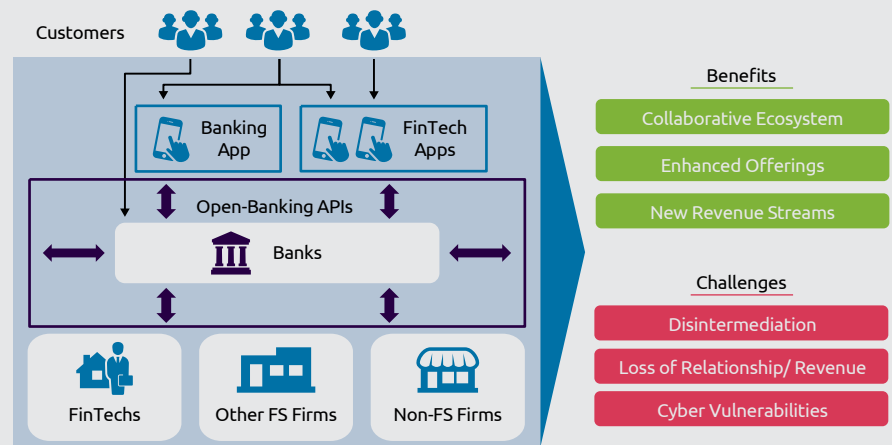 Customers
Banking
App
FinTech
Apps
Open-Banking APIs
Banks
FinTechs
Other FS Firms
Non-FS Firms
Benefits
Collaborative Ecosystem
Enhanced Offerings
New Revenue Streams
Challenges
Disintermediation
Loss of Relationship/ Revenue
Cyber Vulnerabilities